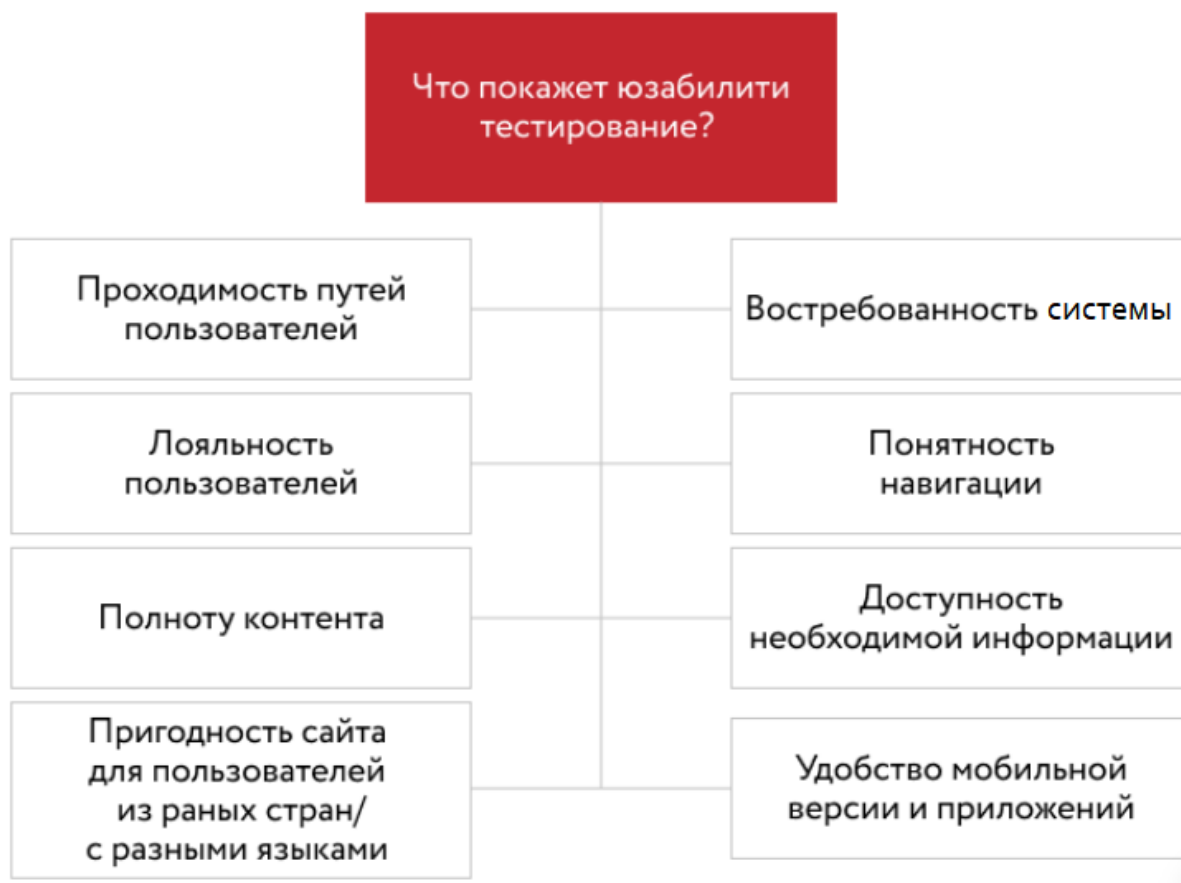 Что покажет юзабилити
тестирование?
Проходимость путей
пользователей
Востребованность системы
Лояльность
пользователей
Понятность
навигации
Полноту контента
Доступность
необходимой информации
Пригодность сайта
для пользователей
из раных стран/
с разными языками
Удобство мобильной
версии и приложений